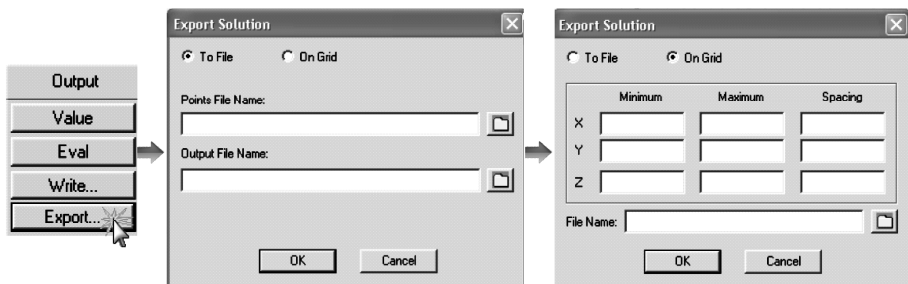 Output
Value
Eval
Write...
Export...
Export Solution
To File On Grid
Points File Name:
Output File Name:
OK Cancel
Export Solution
To File On Grid
Minimum Maximum Spacing
X
Y
Z
File Name:
OK Cancel